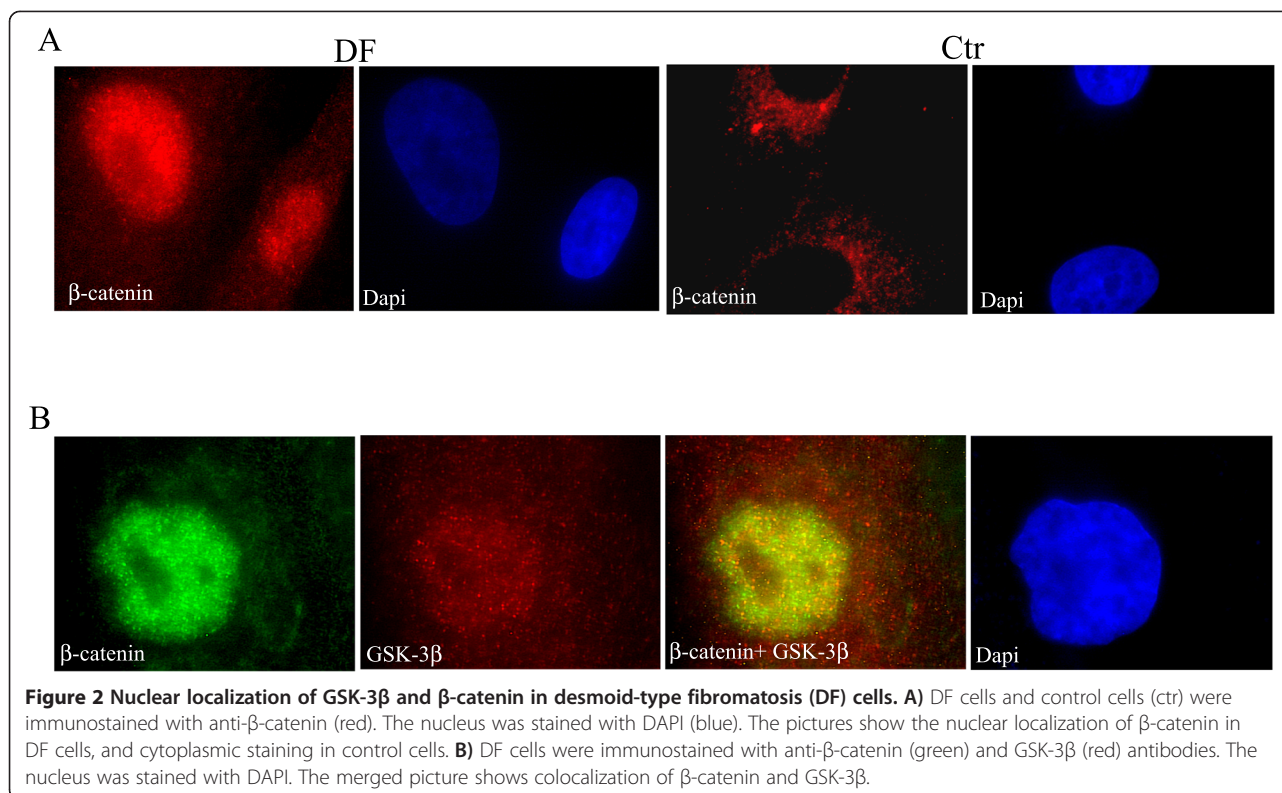 A
DF
Ctr
β-catenin
Dapi
β-catenin
Dapi
B
β-catenin
GSK-3β
β-catenin+ GSK-3β
Dapi
Figure 2 Nuclear localization of GSK-3β and β-catenin in desmoid-type fibromatosis (DF) cells. A) DF cells and control cells (ctr) were
immunostained with anti-β-catenin (red). The nucleus was stained with DAPI (blue). The pictures show the nuclear localization of β-catenin in
DF cells, and cytoplasmic staining in control cells. B) DF cells were immunostained with anti-β-catenin (green) and GSK-3β (red) antibodies. The
nucleus was stained with DAPI. The merged picture shows colocalization of β-catenin and GSK-3β.